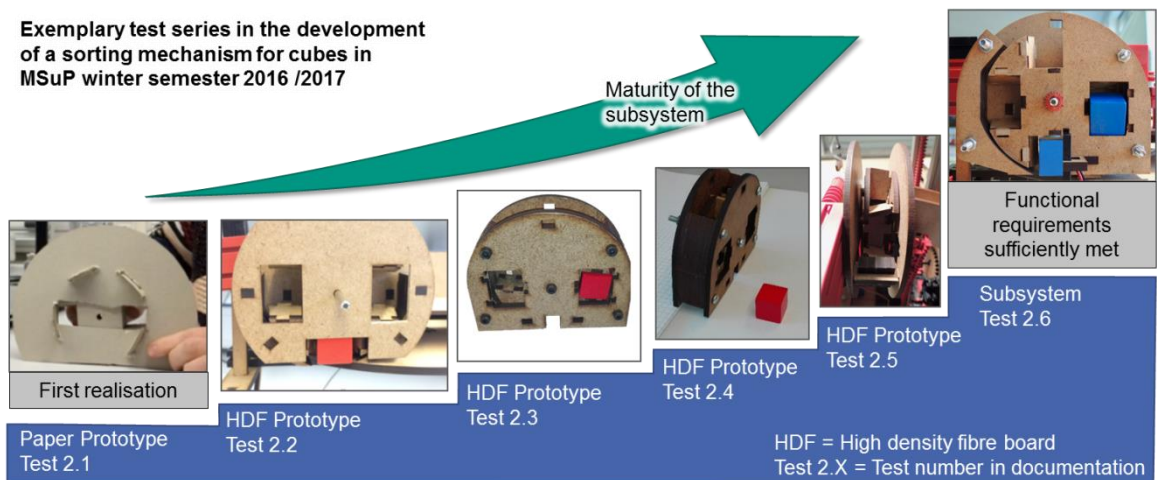 Exemplary test series in the development
of a sorting mechanism for cubes in
MSuP winter semester 2016 /2017
Maturity of the
subsystem
First realisation
Paper Prototype
Test 2.1
HDF Prototype
Test 2.2
HDF Prototype
Test 2.3
HDF Prototype
Test 2.4
HDF Prototype
Test 2.5
Functional
requirements
sufficiently met
Subsystem
Test 2.6
HDF = High density fibre board
Test 2.X = Test number in documentation